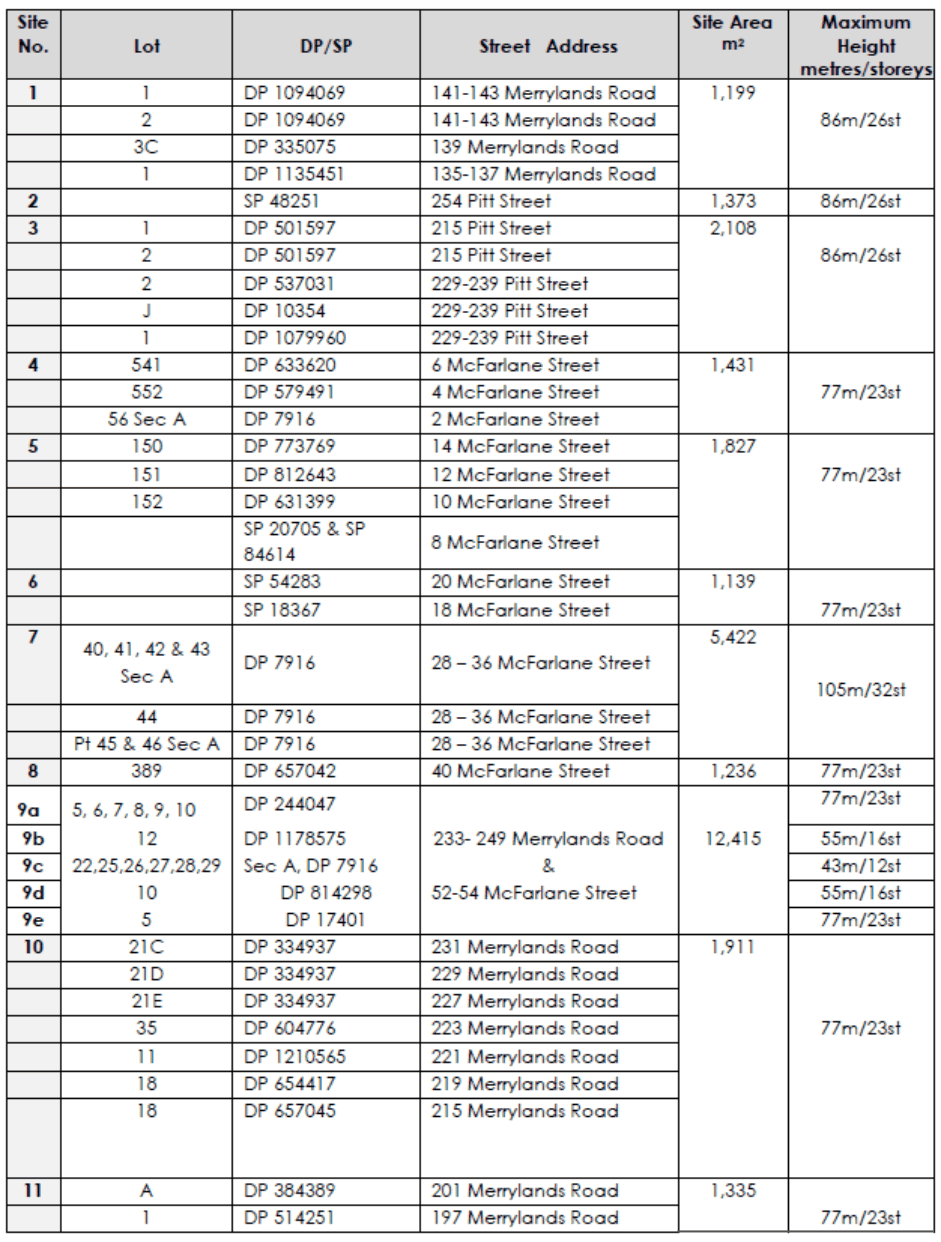 Site No. Lot DP/SP Street Address Site Area m² Maximum Height metres/storeys
1 1 DP 1094069 141-143 Merrylands Road 1,199
2 DP 1094069 141-143 Merrylands Road 86m/26st
3C DP 335075 139 Merrylands Road
1 DP 1135451 135-137 Merrylands Road
2 SP 48251 254 Pitt Street 1,373 86m/26st
3 1 DP 501597 215 Pitt Street 2,108
2 DP 501597 215 Pitt Street 86m/26st
2 DP 537031 229-239 Pitt Street
J DP 10354 229-239 Pitt Street
1 DP 1079960 229-239 Pitt Street
4 541 DP 633620 6 McFarlane Street 1,431
552 DP 579491 4 McFarlane Street 77m/23st
56 Sec A DP 7916 2 McFarlane Street
5 150 DP 773769 14 McFarlane Street 1,827
151 DP 812643 12 McFarlane Street 77m/23st
152 DP 631399 10 McFarlane Street
SP 20705 & SP 84614 8 McFarlane Street
6 SP 54283 20 McFarlane Street 1,139
SP 18367 18 McFarlane Street 77m/23st
7 40, 41, 42 & 43 Sec A DP 7916 28 – 36 McFarlane Street 5,422 105m/32st
44 DP 7916 28 – 36 McFarlane Street
Pt 45 & 46 Sec A DP 7916 28 – 36 McFarlane Street
8 389 DP 657042 40 McFarlane Street 1,236 77m/23st
9a 5, 6, 7, 8, 9, 10 DP 244047 77m/23st
9b 12 DP 1178575 233- 249 Merrylands Road 12,415 55m/16st
9c 22,25,26,27,28,29 Sec A, DP 7916 & 43m/12st
9d 10 DP 814298 52-54 McFarlane Street 55m/16st
9e 5 DP 17401 77m/23st
10 21C DP 334937 231 Merrylands Road 1,911
21D DP 334937 229 Merrylands Road
21E DP 334937 227 Merrylands Road
35 DP 604776 223 Merrylands Road 77m/23st
11 DP 1210565 221 Merrylands Road
18 DP 654417 219 Merrylands Road
18 DP 657045 215 Merrylands Road
11 A DP 384389 201 Merrylands Road 1,335
1 DP 514251 197 Merrylands Road 77m/23st